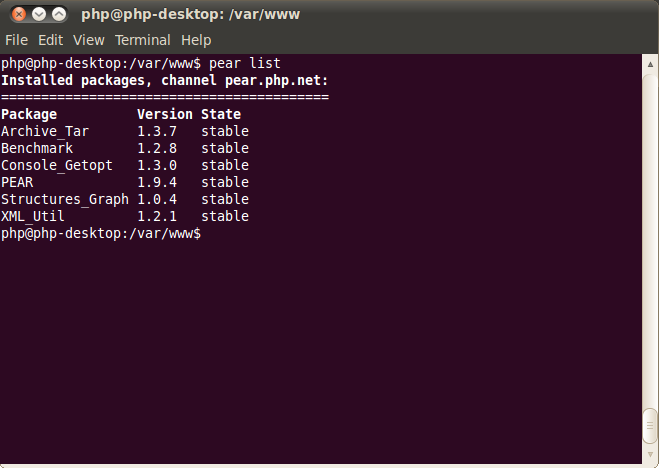 php@php-desktop: /var/www
File Edit View Terminal Help
php@php-desktop:/var/www$ pear list
Installed packages, channel pear.php.net:
=========================================
Package          Version State
Archive_Tar      1.3.7   stable
Benchmark        1.2.8   stable
Console_Getopt   1.3.0   stable
PEAR             1.9.4   stable
Structures_Graph 1.0.4   stable
XML_Util         1.2.1   stable
php@php-desktop:/var/www$